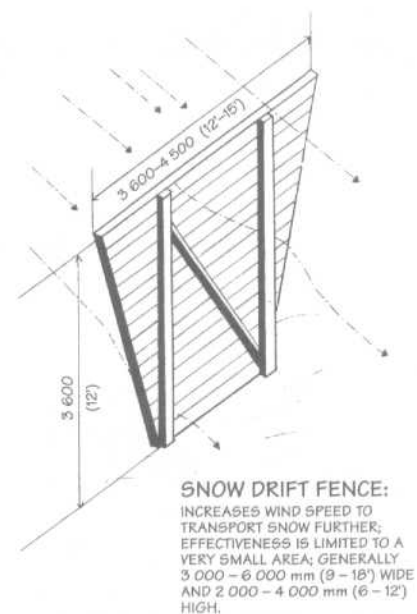 3 600–4 500 (12'–15')
3 600
(12')
SNOW DRIFT FENCE:
INCREASES WIND SPEED TO
TRANSPORT SNOW FURTHER;
EFFECTIVENESS IS LIMITED TO A
VERY SMALL AREA; GENERALLY
3 000 – 6 000 mm (9 – 18') WIDE
AND 2 000 – 4 000 mm (6 – 12')
HIGH.